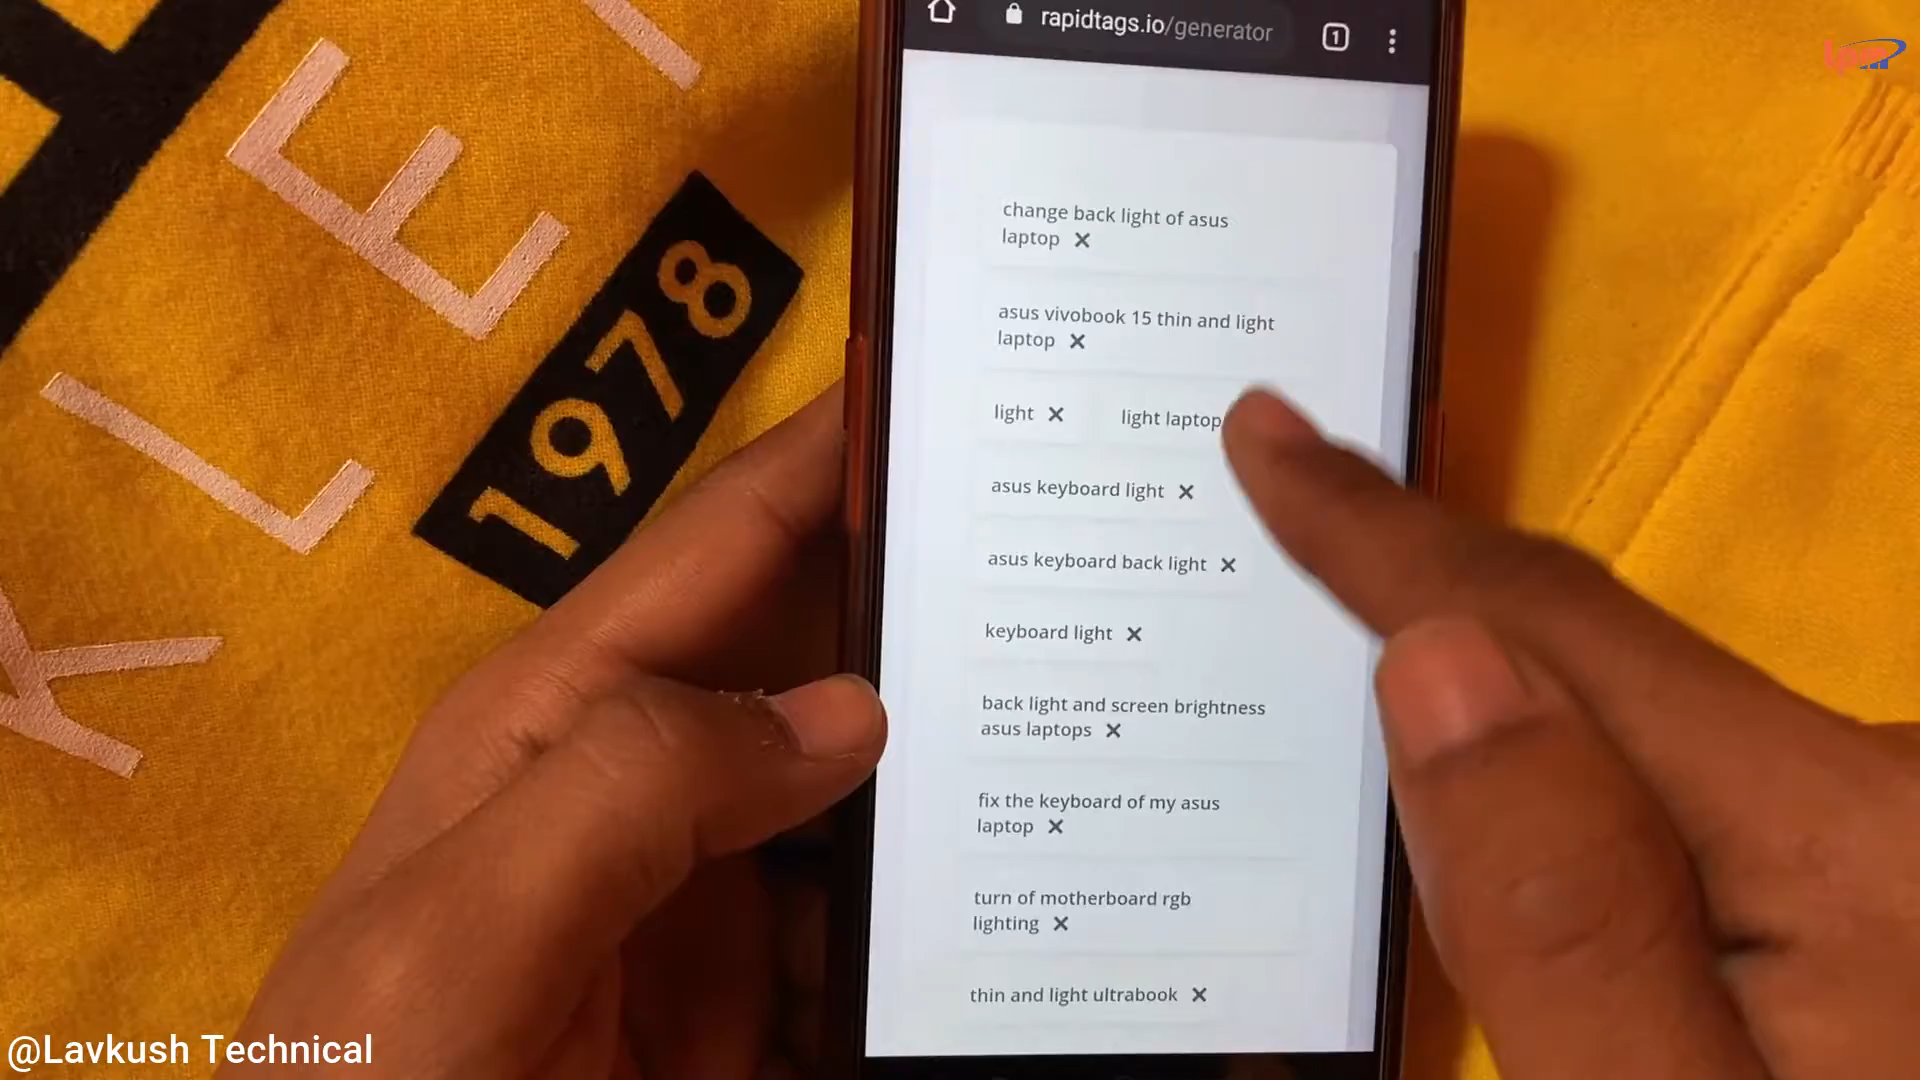 rapidtags.io/generator
1
change back light of asus
laptop
asus vivobook 15 thin and light
laptop
light
light laptop
asus keyboard light
asus keyboard back light
keyboard light
back light and screen brightness
asus laptops
fix the keyboard of my asus
laptop
turn of motherboard rgb
lighting
thin and light ultrabook
KLEI
1978
@Lavkush Technical